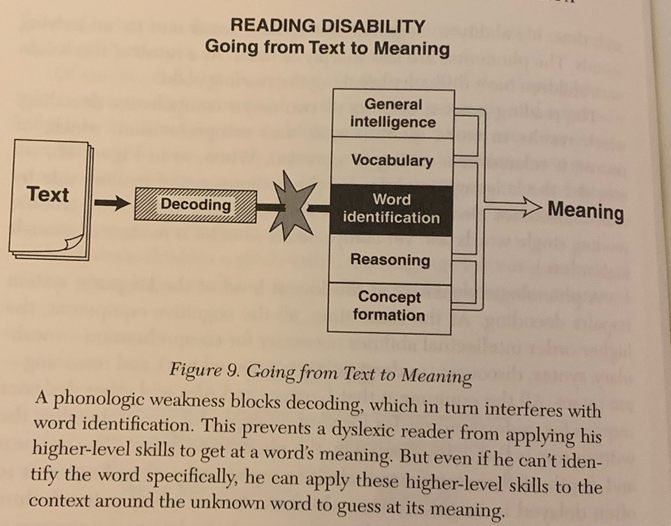 READING DISABILITY
Going from Text to Meaning
Text
Decoding
General
intelligence
Vocabulary
Word
identification
Reasoning
Concept
formation
Meaning
Figure 9. Going from Text to Meaning
A phonologic weakness blocks decoding, which in turn interferes with
word identification. This prevents a dyslexic reader from applying his
higher-level skills to get at a word's meaning. But even if he can't iden-
tify the word specifically, he can apply these higher-level skills to the
context around the unknown word to guess at its meaning.